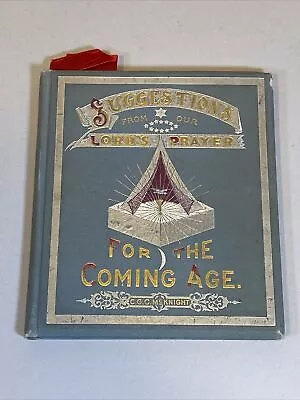 SUGGESTIONS
FROM OUR
LORD'S PRAYER
FOR THE
COMING AGE.
C.G.C. McKNIGHT